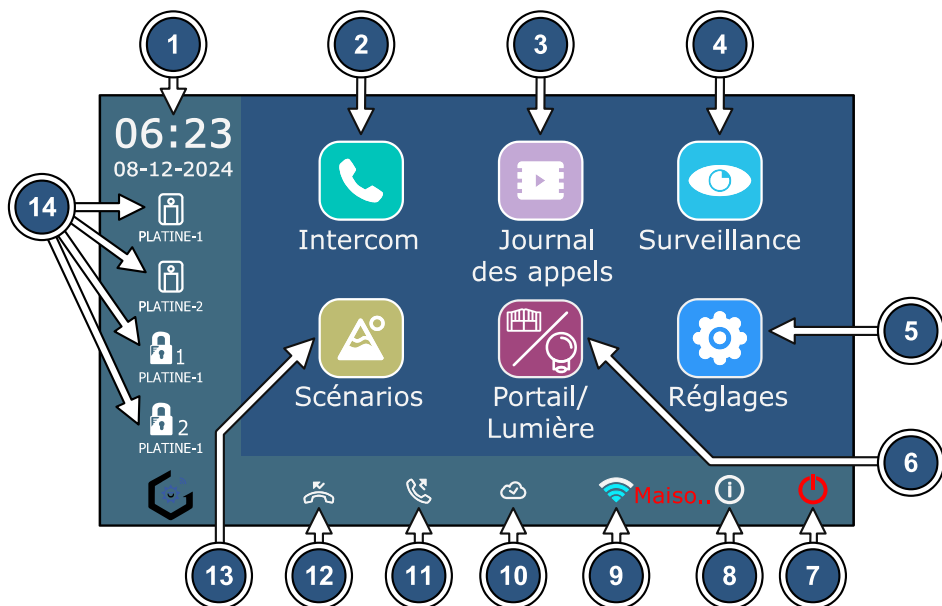 1
2
3
4
06:23
08-12-2024
14
PLATINE-1
PLATINE-2
1
PLATINE-1
2
PLATINE-1
Intercom
Journal
des appels
Surveillance
Scénarios
Portail/
Lumière
Réglages
5
6
Maiso..
13
12
11
10
9
8
7